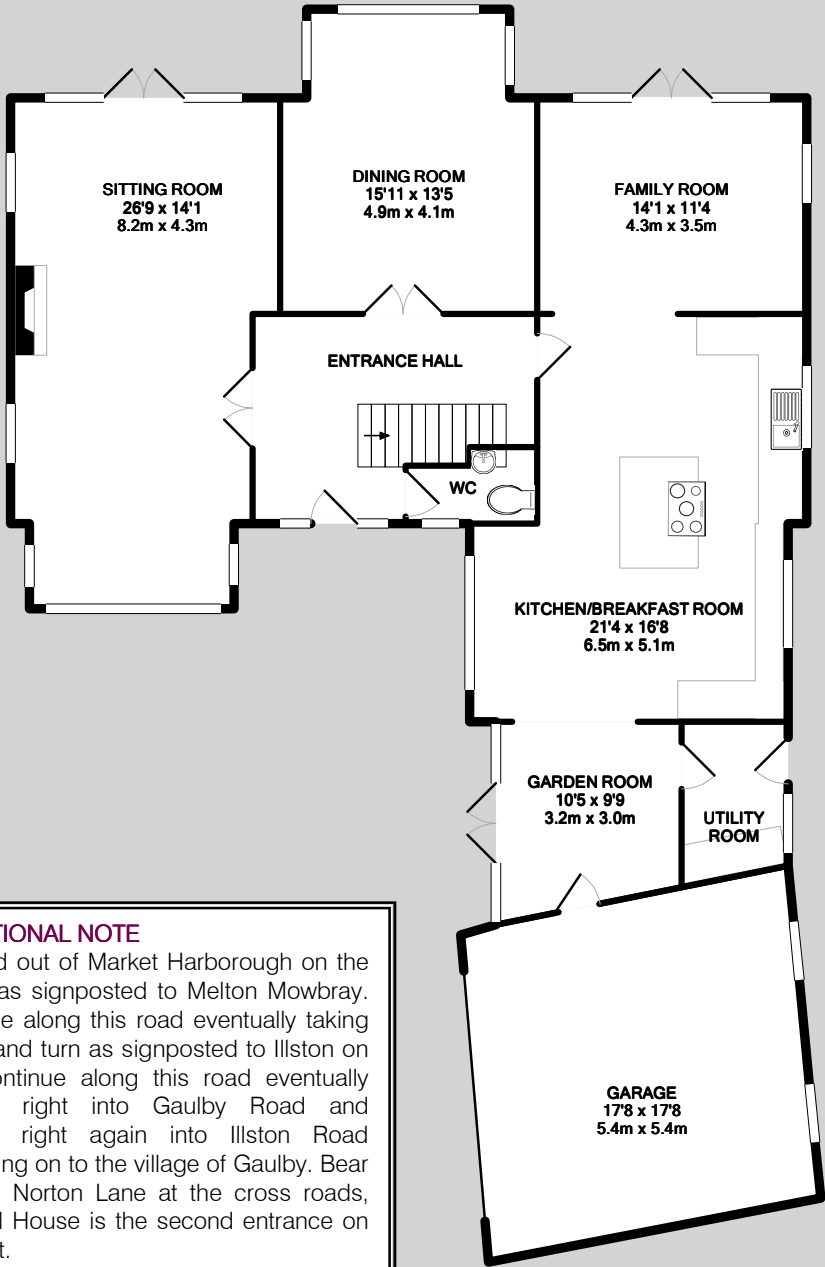 SITTING ROOM
26'9 x 14'1
8.2m x 4.3m
DINING ROOM
15'11 x 13'5
4.9m x 4.1m
FAMILY ROOM
14'1 x 11'4
4.3m x 3.5m
ENTRANCE HALL
WC
KITCHEN/BREAKFAST ROOM
21'4 x 16'8
6.5m x 5.1m
GARDEN ROOM
10'5 x 9'9
3.2m x 3.0m
UTILITY
ROOM
GARAGE
17'8 x 17'8
5.4m x 5.4m
TIONAL NOTE
d out of Market Harborough on the
as signposted to Melton Mowbray.
e along this road eventually taking
and turn as signposted to Illston on
ontinue along this road eventually
right into Gaulby Road and
right again into Illston Road
ing on to the village of Gaulby. Bear
Norton Lane at the cross roads,
l House is the second entrance on
t.